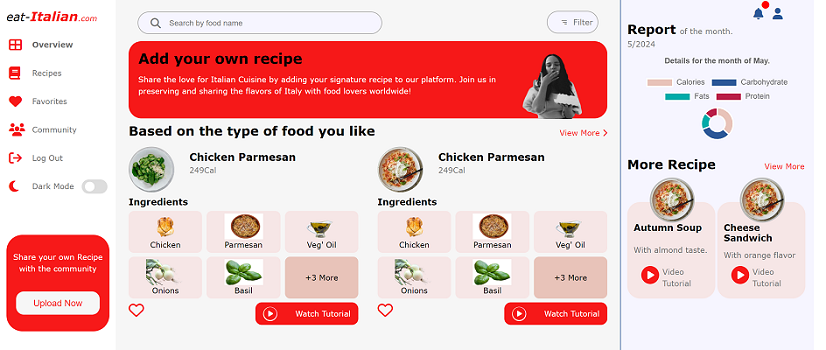 eat-Italian.com
Overview
Recipes
Favorites
Community
Log Out
Dark Mode
Share your own Recipe
with the community
Upload Now
Search by food name
Filter
Add your own recipe
Share the love for Italian Cuisine by adding your signature recipe to our platform. Join us in
preserving and sharing the flavors of Italy with food lovers worldwide!
Based on the type of food you like
View More
Chicken Parmesan
249Cal
Ingredients
Chicken
Parmesan
Veg' Oil
Onions
Basil
+3 More
Watch Tutorial
Chicken Parmesan
249Cal
Ingredients
Chicken
Parmesan
Veg' Oil
Onions
Basil
+3 More
Watch Tutorial
Report of the month.
5/2024
Details for the month of May.
Calories
Carbohydrate
Fats
Protein
More Recipe
View More
Autumn Soup
With almond taste.
Video
Tutorial
Cheese
Sandwich
With orange flavor
Video
Tutorial